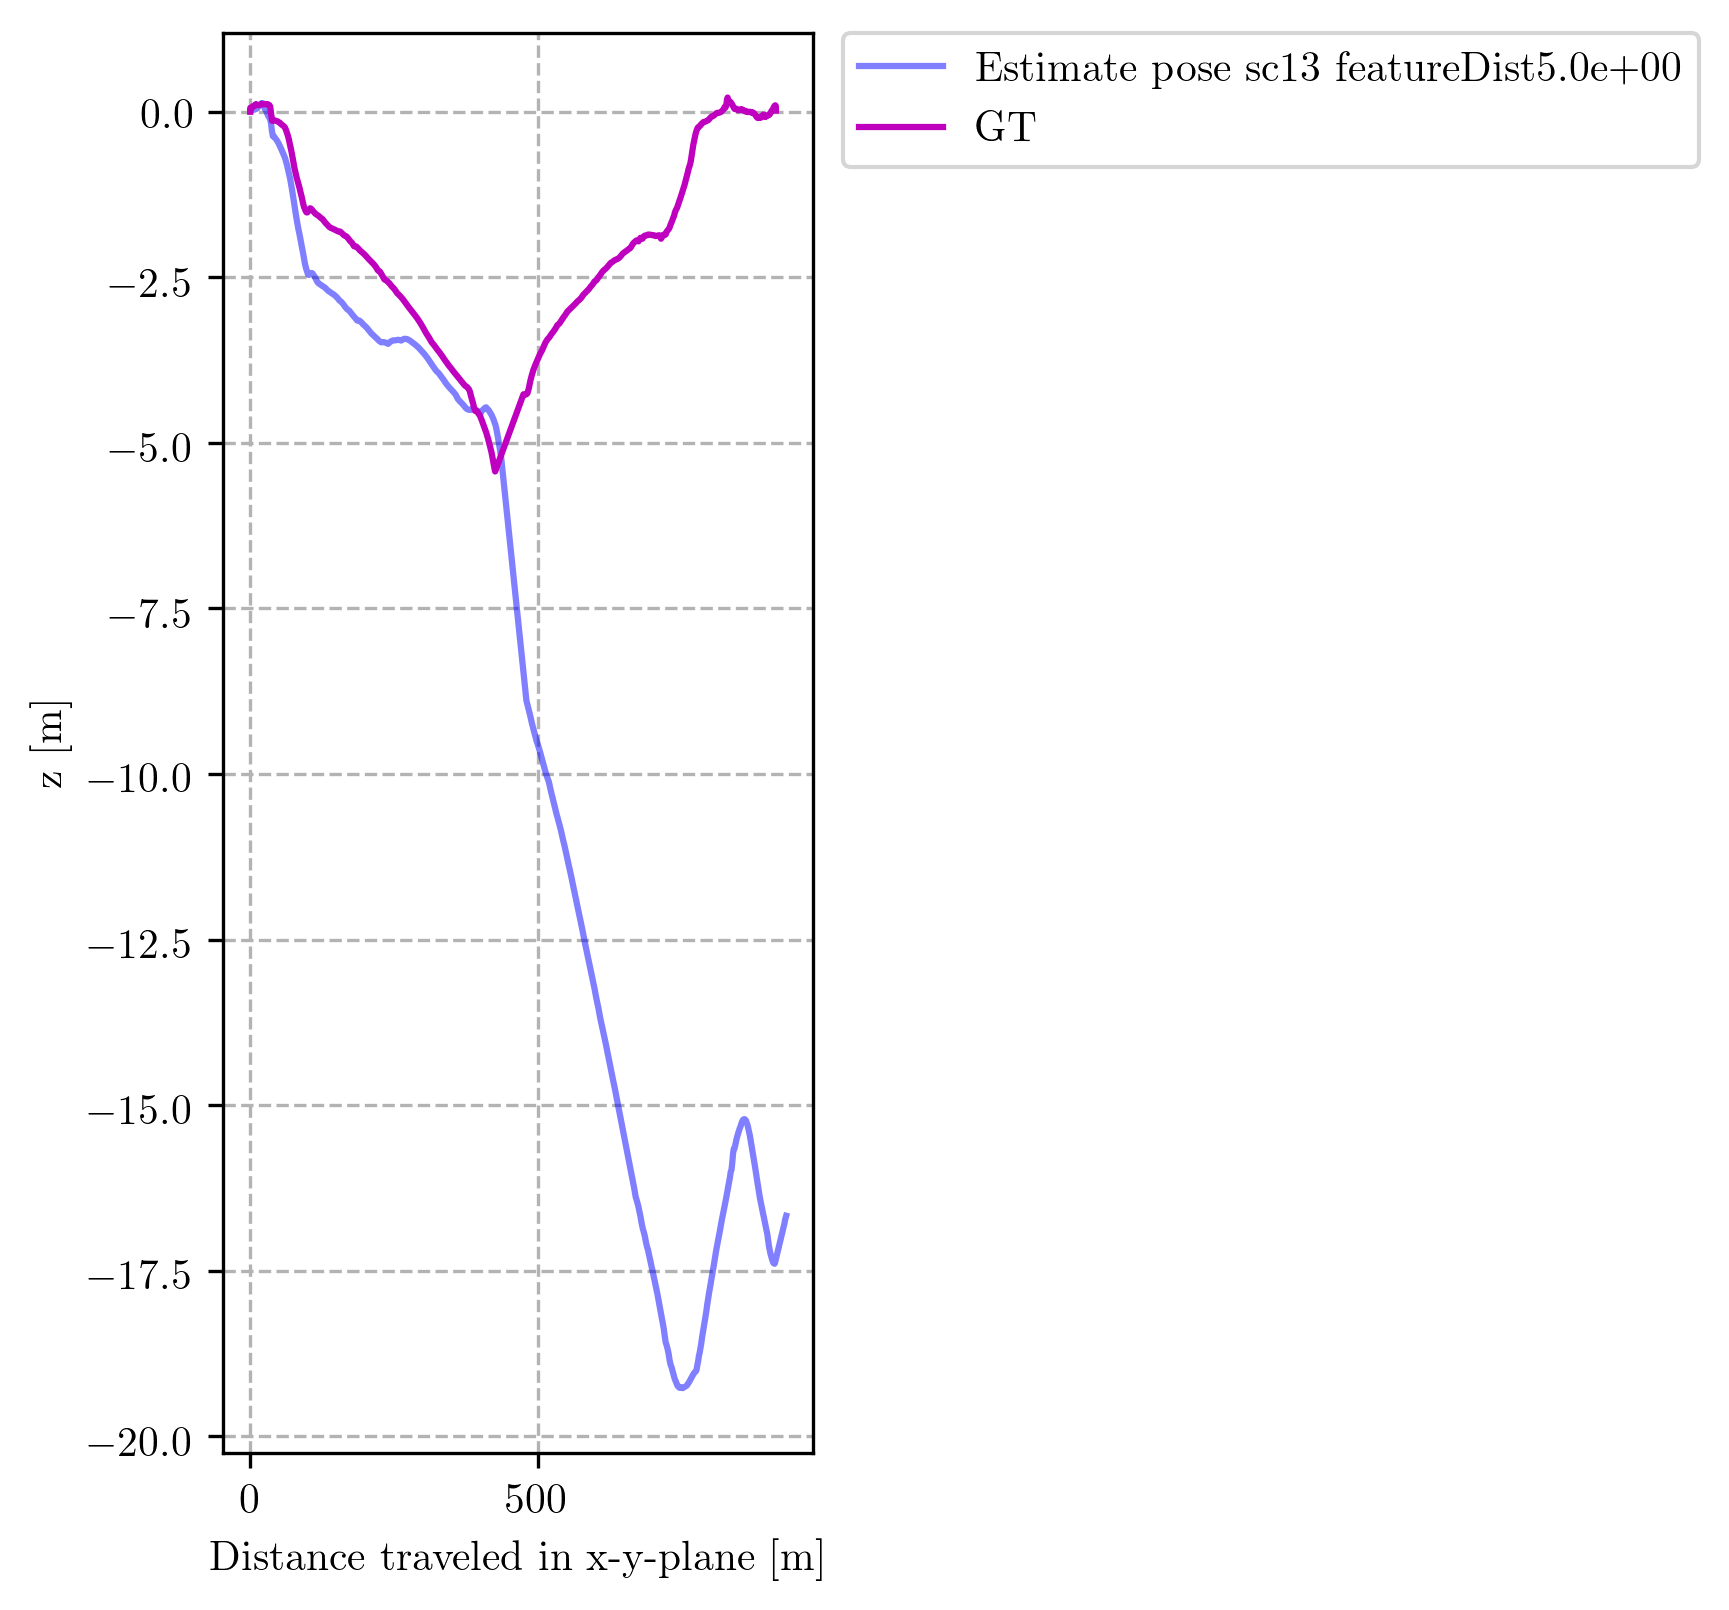 Estimate pose sc13 featureDist5.0e+00
GT
0.0
−2.5
−5.0
−7.5
−10.0
−12.5
−15.0
−17.5
−20.0
z [m]
0 500
Distance traveled in x-y-plane [m]